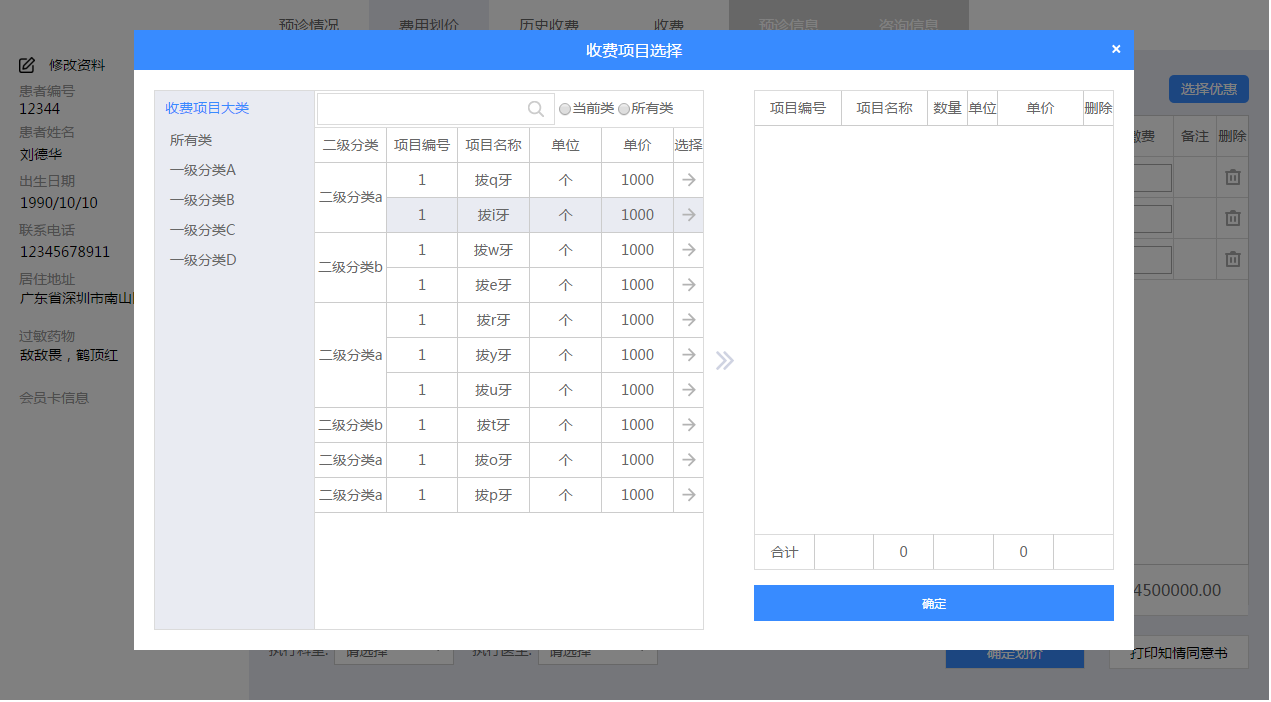 预诊情况 费用划价 历史收费 收费 预诊信息 咨询信息
收费项目选择
×
修改资料
患者编号
12344
患者姓名
刘德华
出生日期
1990/10/10
联系电话
12345678911
居住地址
广东省深圳市南山
过敏药物
敌敌畏，鹤顶红
会员卡信息
收费项目大类
所有类
一级分类A
一级分类B
一级分类C
一级分类D
当前类 所有类
二级分类 项目编号 项目名称 单位 单价 选择
二级分类a 1 拔q牙 个 1000
1 拔i牙 个 1000
二级分类b 1 拔w牙 个 1000
1 拔e牙 个 1000
二级分类a 1 拔r牙 个 1000
1 拔y牙 个 1000
1 拔u牙 个 1000
二级分类b 1 拔t牙 个 1000
二级分类a 1 拔o牙 个 1000
二级分类a 1 拔p牙 个 1000
项目编号 项目名称 数量 单位 单价 删除
合计 0 0
确定
选择优惠
缴费 备注 删除
4500000.00
执行科室: 请选择 执行医生: 请选择 确定划价 打印知情同意书